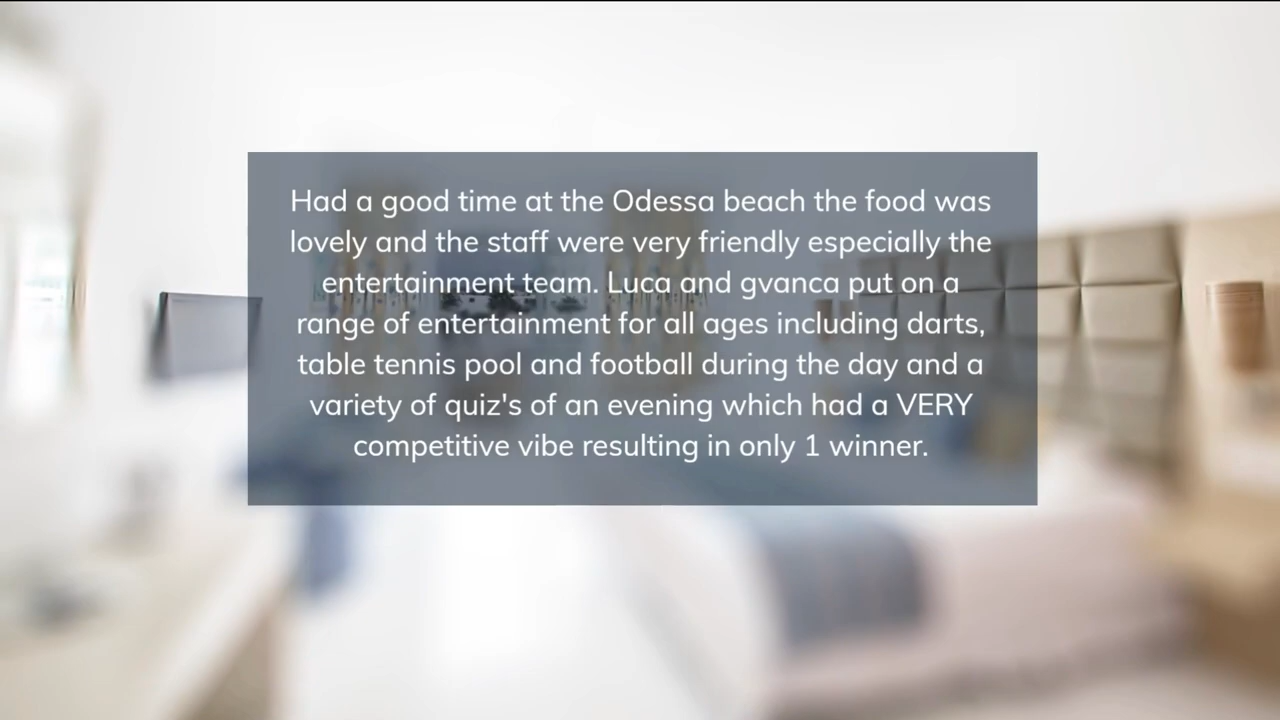 Had a good time at the Odessa beach the food was
lovely and the staff were very friendly especially the
entertainment team. Luca and gvanca put on a
range of entertainment for all ages including darts,
table tennis pool and football during the day and a
variety of quiz's of an evening which had a VERY
competitive vibe resulting in only 1 winner.